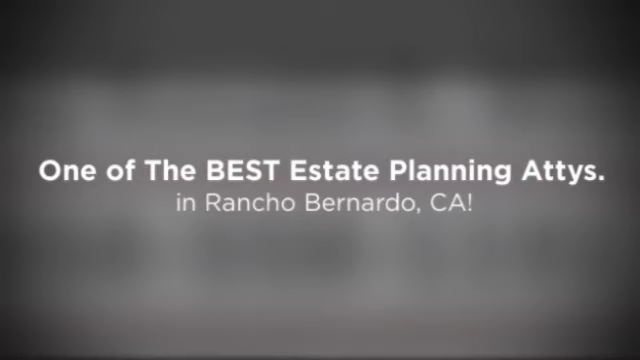 One of The BEST Estate Planning Attys.
in Rancho Bernardo, CA!